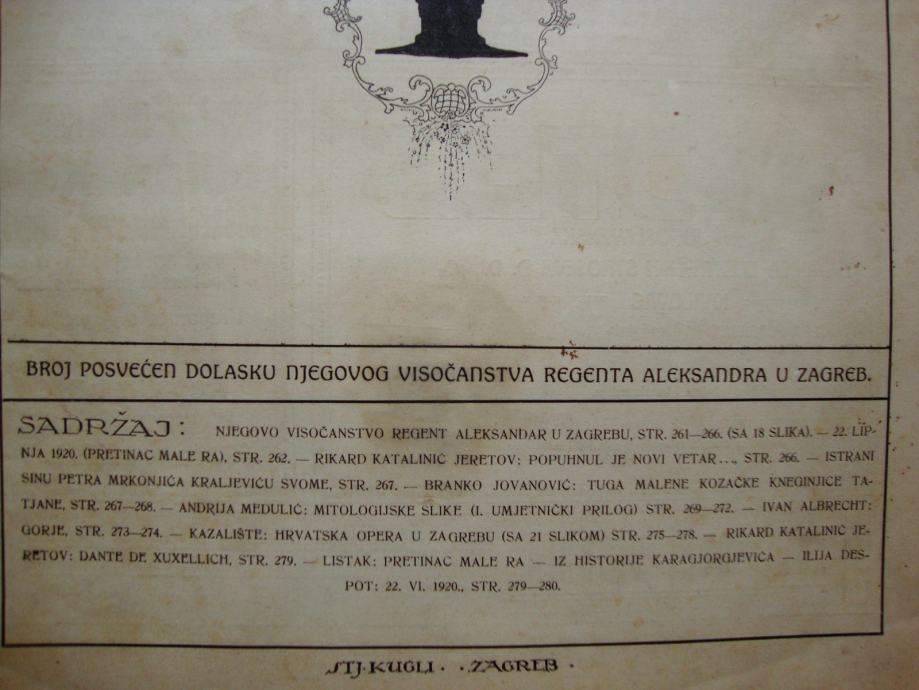 BROJ POSVEĆEN DOLASKU NJEGOVOG VISOČANSTVA REGENTA ALEKSANDRA U ZAGREB.
SADRŽAJ: NJEGOVO VISOČANSTVO REGENT ALEKSANDAR U ZAGREBU, STR. 261—266. (SA 18 SLIKA). — 22. LIP-
NJA 1920. (PRETINAC MALE RA), STR. 262. — RIKARD KATALINIĆ JERETOV: POPUHNUL JE NOVI VETAR..., STR. 266. — ISTRANI
SINU PETRA MRKONJIĆA KRALJEVIĆU SVOME, STR. 267. — BRANKO JOVANOVIĆ: TUGA MALENE KOZAČKE KNEGINJICE TA-
TJANE, STR. 267—268. — ANDRIJA MEDULIĆ: MITOLOGIJSKE SLIKE (I. UMJETNIČKI PRILOG) STR. 269—272. — IVAN ALBRECHT:
GORJE, STR. 273—274. — KAZALIŠTE: HRVATSKA OPERA U ZAGREBU (SA 21 SLIKOM) STR. 275—278. — RIKARD KATALINIĆ JE-
RETOV: DANTE DE XUXELLICH, STR. 279. — LISTAK: PRETINAC MALE RA — IZ HISTORIJE KARAGJORGJEVIĆA — ILIJA DES-
POT: 22. VI. 1920., STR. 279—280.
STJ·KUGLI · · ZAGREB ·